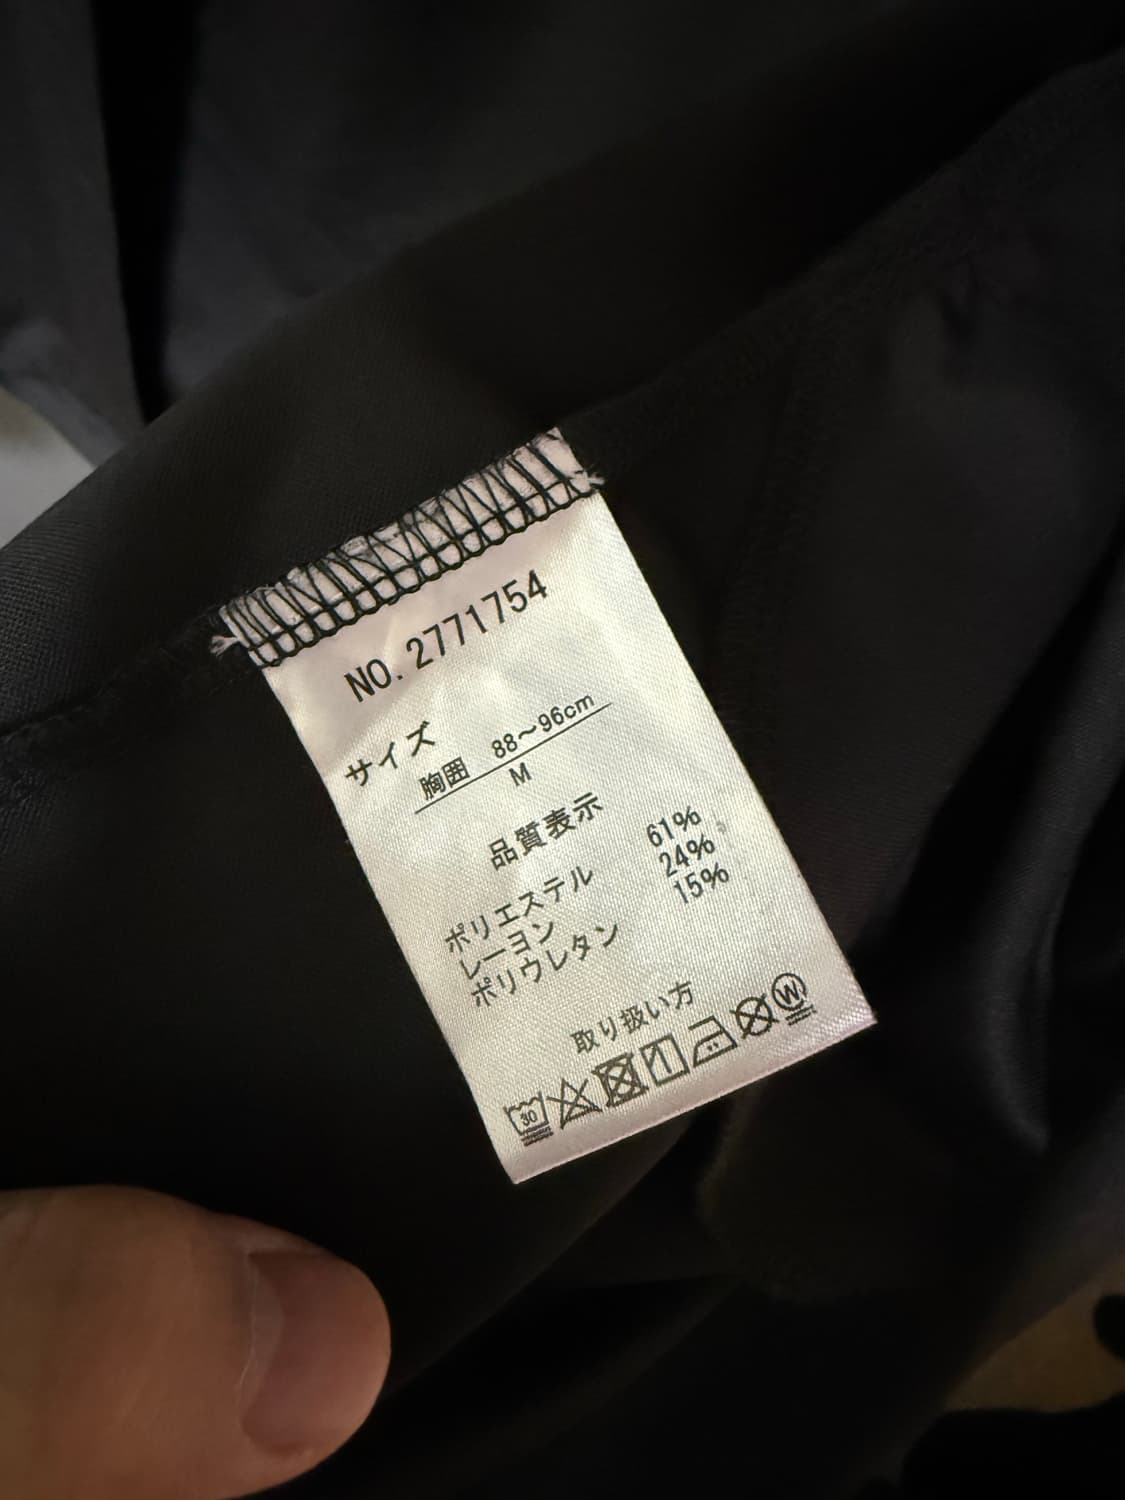 NO. 2771754
サイズ
胸囲 88～96cm
M
品質表示
ポリエステル 61%
レーヨン 24%
ポリウレタン 15%
取り扱い方
30
W